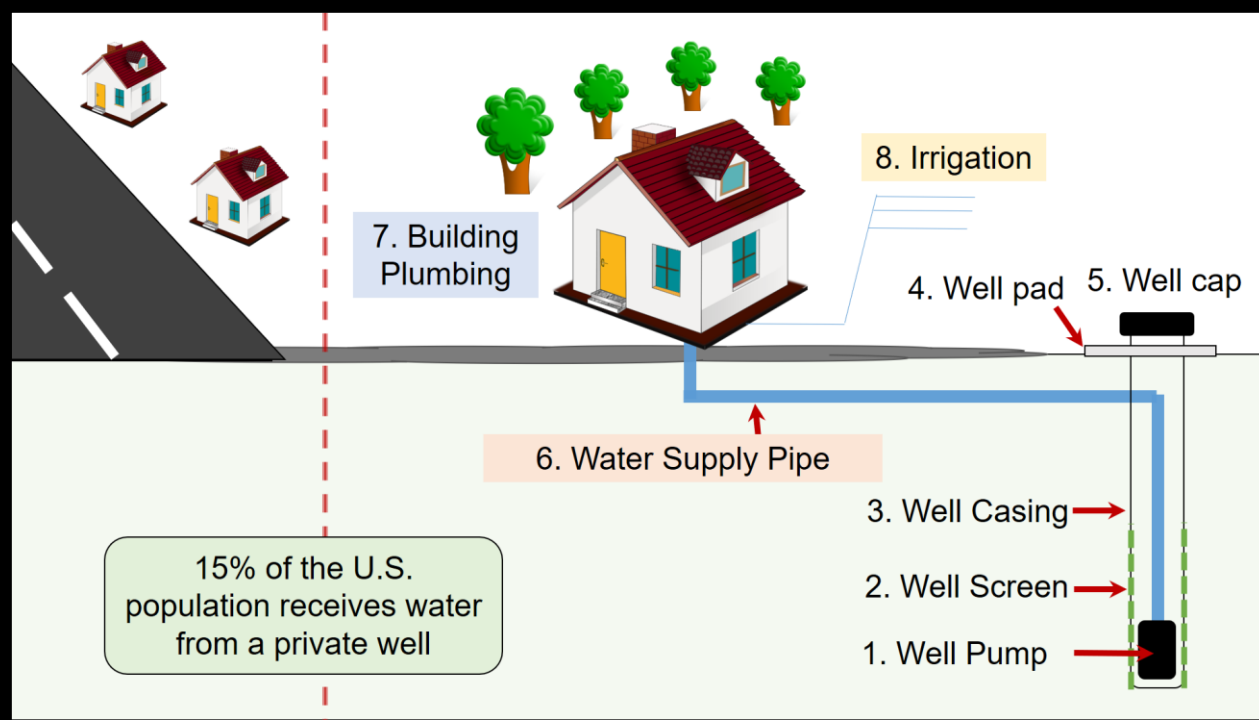 8. Irrigation
7. Building
Plumbing
4. Well pad
5. Well cap
6. Water Supply Pipe
3. Well Casing
2. Well Screen
1. Well Pump
15% of the U.S.
population receives water
from a private well